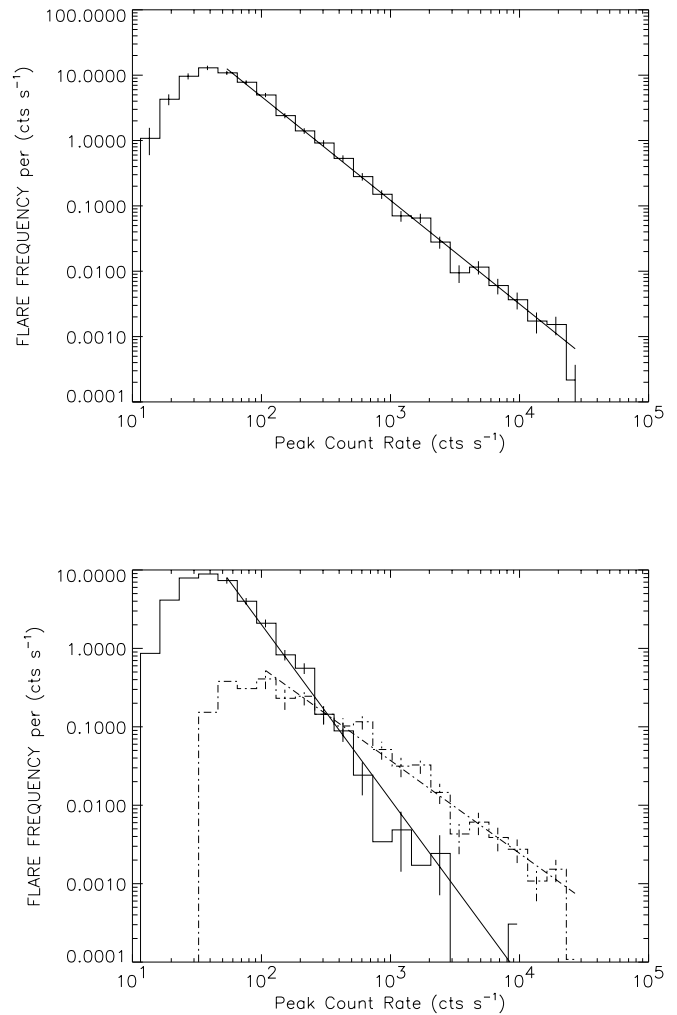 100.0000
10.0000
1.0000
0.1000
0.0100
0.0010
0.0001
FLARE FREQUENCY per (cts s⁻¹)
10¹ 10² 10³ 10⁴ 10⁵
Peak Count Rate (cts s⁻¹)
10.0000
1.0000
0.1000
0.0100
0.0010
0.0001
FLARE FREQUENCY per (cts s⁻¹)
10¹ 10² 10³ 10⁴ 10⁵
Peak Count Rate (cts s⁻¹)